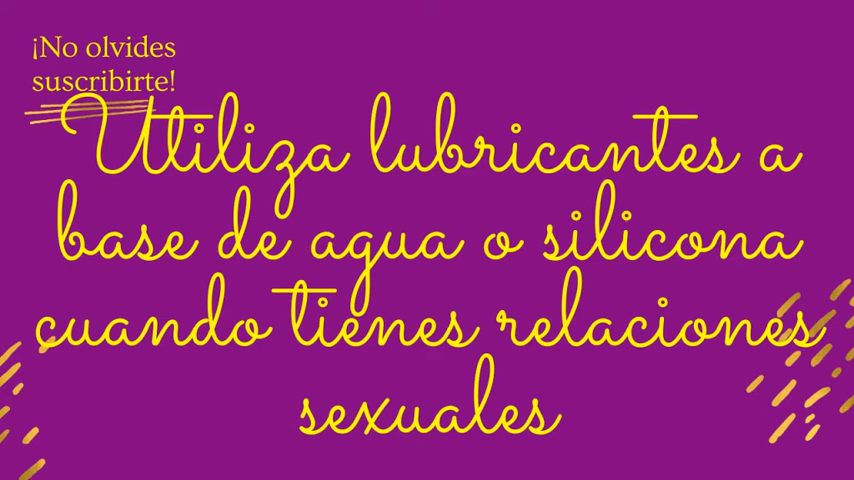 ¡No olvides
suscribirte!
Utiliza lubricantes a
base de agua o silicona
cuando tienes relaciones
sexuales